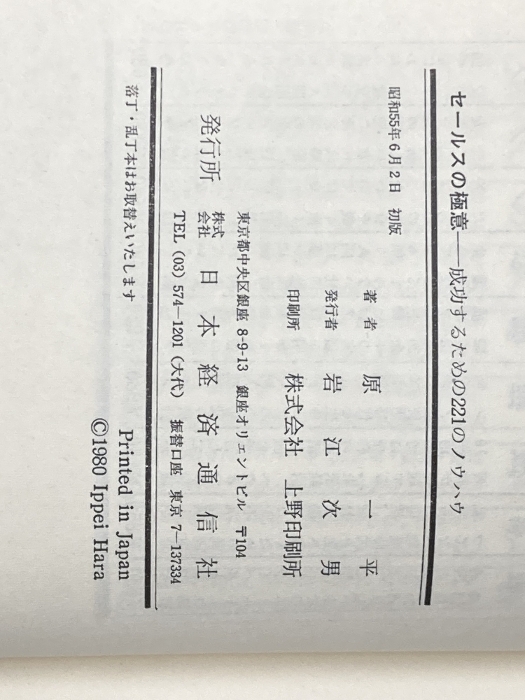 セールスの極意――成功するための221のノウハウ
昭和55年6月2日　初版
著者　原　一　平
発行者　岩　江　次　男
印刷所　株式会社　上野印刷所
東京都中央区銀座 8-9-13　銀座オリエントビル　〒104
発行所　株式会社　日　本　経　済　通　信　社
TEL (03) 574―1201（大代）　振替口座　東京 7―137334
落丁・乱丁本はお取替えいたします
Printed in Japan
©1980 Ippei Hara